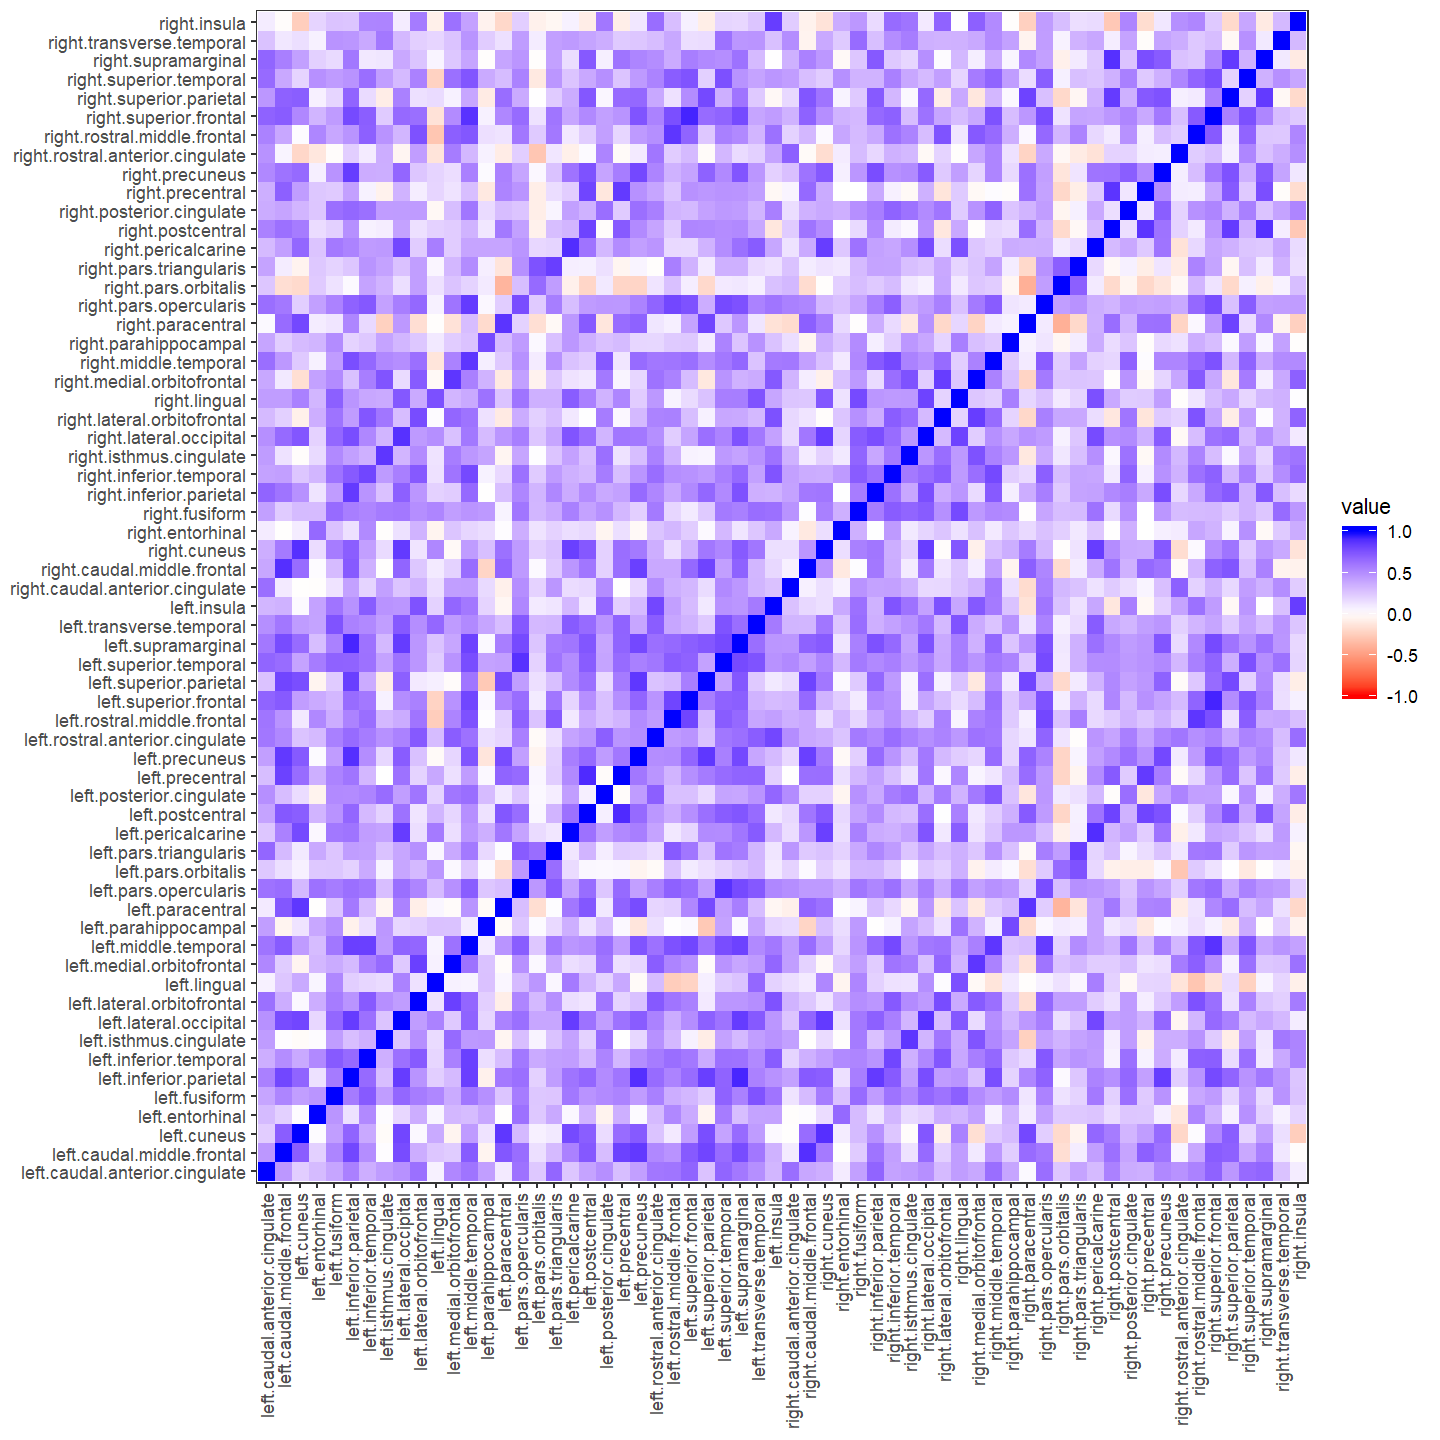 right.insula
right.transverse.temporal
right.supramarginal
right.superior.temporal
right.superior.parietal
right.superior.frontal
right.rostral.middle.frontal
right.rostral.anterior.cingulate
right.precuneus
right.precentral
right.posterior.cingulate
right.postcentral
right.pericalcarine
right.pars.triangularis
right.pars.orbitalis
right.pars.opercularis
right.paracentral
right.parahippocampal
right.middle.temporal
right.medial.orbitofrontal
right.lingual
right.lateral.orbitofrontal
right.lateral.occipital
right.isthmus.cingulate
right.inferior.temporal
right.inferior.parietal
right.fusiform
right.entorhinal
right.cuneus
right.caudal.middle.frontal
right.caudal.anterior.cingulate
left.insula
left.transverse.temporal
left.supramarginal
left.superior.temporal
left.superior.parietal
left.superior.frontal
left.rostral.middle.frontal
left.rostral.anterior.cingulate
left.precuneus
left.precentral
left.posterior.cingulate
left.postcentral
left.pericalcarine
left.pars.triangularis
left.pars.orbitalis
left.pars.opercularis
left.paracentral
left.parahippocampal
left.middle.temporal
left.medial.orbitofrontal
left.lingual
left.lateral.orbitofrontal
left.lateral.occipital
left.isthmus.cingulate
left.inferior.temporal
left.inferior.parietal
left.fusiform
left.entorhinal
left.cuneus
left.caudal.middle.frontal
left.caudal.anterior.cingulate
left.caudal.anterior.cingulate
left.caudal.middle.frontal
left.cuneus
left.entorhinal
left.fusiform
left.inferior.parietal
left.inferior.temporal
left.isthmus.cingulate
left.lateral.occipital
left.lateral.orbitofrontal
left.lingual
left.medial.orbitofrontal
left.middle.temporal
left.parahippocampal
left.paracentral
left.pars.opercularis
left.pars.orbitalis
left.pars.triangularis
left.pericalcarine
left.postcentral
left.posterior.cingulate
left.precentral
left.precuneus
left.rostral.anterior.cingulate
left.rostral.middle.frontal
left.superior.frontal
left.superior.parietal
left.superior.temporal
left.supramarginal
left.transverse.temporal
left.insula
right.caudal.anterior.cingulate
right.caudal.middle.frontal
right.cuneus
right.entorhinal
right.fusiform
right.inferior.parietal
right.inferior.temporal
right.isthmus.cingulate
right.lateral.occipital
right.lateral.orbitofrontal
right.lingual
right.medial.orbitofrontal
right.middle.temporal
right.parahippocampal
right.paracentral
right.pars.opercularis
right.pars.orbitalis
right.pars.triangularis
right.pericalcarine
right.postcentral
right.posterior.cingulate
right.precentral
right.precuneus
right.rostral.anterior.cingulate
right.rostral.middle.frontal
right.superior.frontal
right.superior.parietal
right.superior.temporal
right.supramarginal
right.transverse.temporal
right.insula
value
1.0
0.5
0.0
-0.5
-1.0